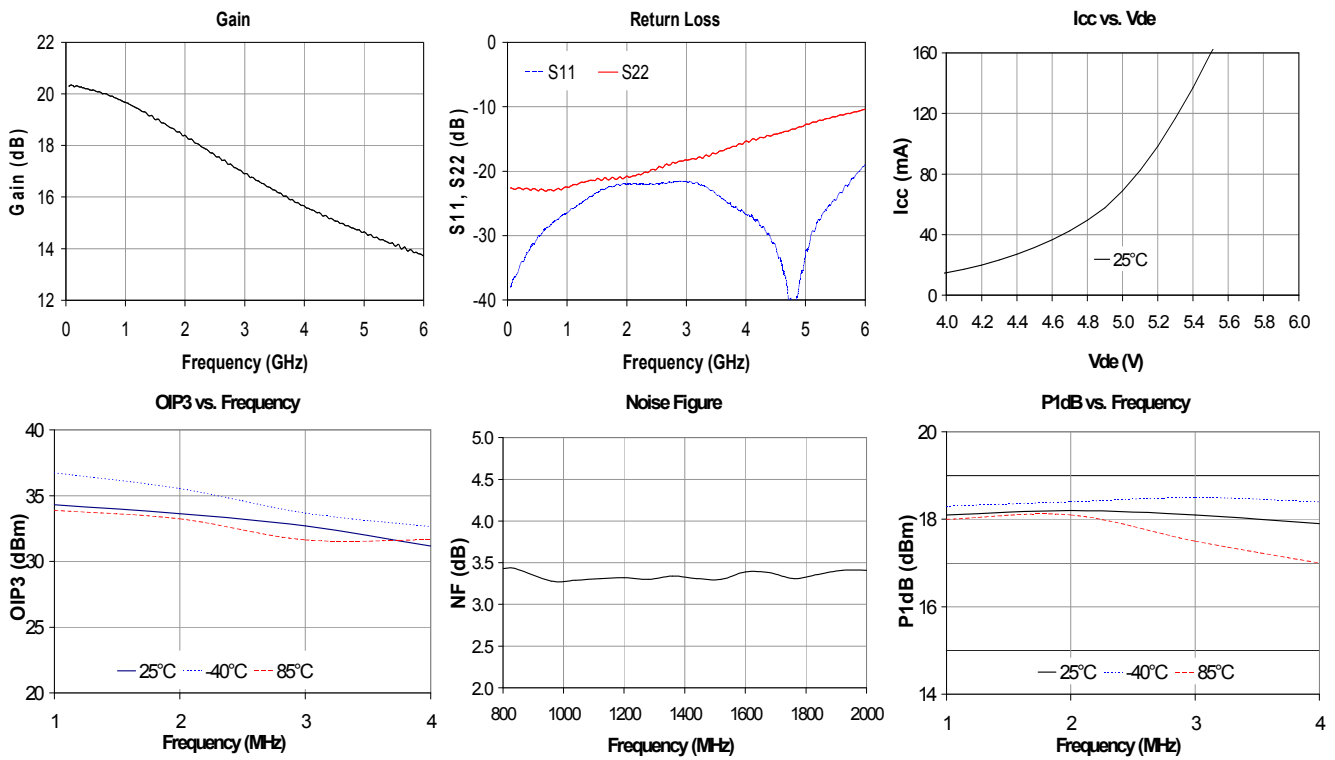 Gain
22
20
18
16
14
12
Gain (dB)
0 1 2 3 4 5 6
Frequency (GHz)
Return Loss
0
-10
-20
-30
-40
S11, S22 (dB)
S11 S22
0 1 2 3 4 5 6
Frequency (GHz)
Icc vs. Vde
160
120
80
40
0
Icc (mA)
25°C
4.0 4.2 4.4 4.6 4.8 5.0 5.2 5.4 5.6 5.8 6.0
Vde (V)
OIP3 vs. Frequency
40
35
30
25
20
OIP3 (dBm)
25°C -40°C 85°C
1 2 3 4
Frequency (MHz)
Noise Figure
5.0
4.5
4.0
3.5
3.0
2.5
2.0
NF (dB)
800 1000 1200 1400 1600 1800 2000
Frequency (MHz)
P1dB vs. Frequency
20
18
16
14
P1dB (dBm)
25°C -40°C 85°C
1 2 3 4
Frequency (MHz)